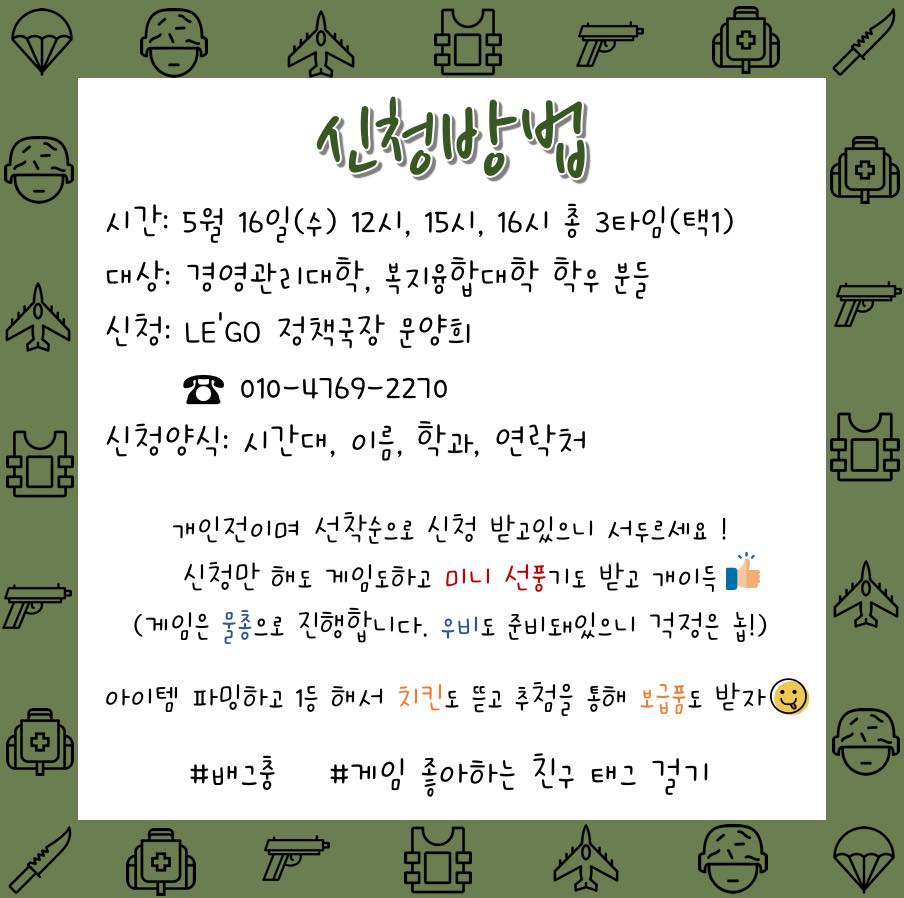 신청방법
시간: 5월 16일(수) 12시, 15시, 16시 총 3타임(택1)
대상: 경영관리대학, 복지융합대학 학우 분들
신청: LE'GO 정책국장 문양희
☎ 010-4769-2270
신청양식: 시간대, 이름, 학과, 연락처
개인전이며 선착순으로 신청 받고있으니 서두르세요 !
신청만 해도 게임도하고 미니 선풍기도 받고 개이득
(게임은 물총으로 진행합니다. 우비도 준비돼있으니 걱정은 놉!)
아이템 파밍하고 1등 해서 치킨도 뜯고 추첨을 통해 보급품도 받자
#배그충 #게임 좋아하는 친구 태그 걸기